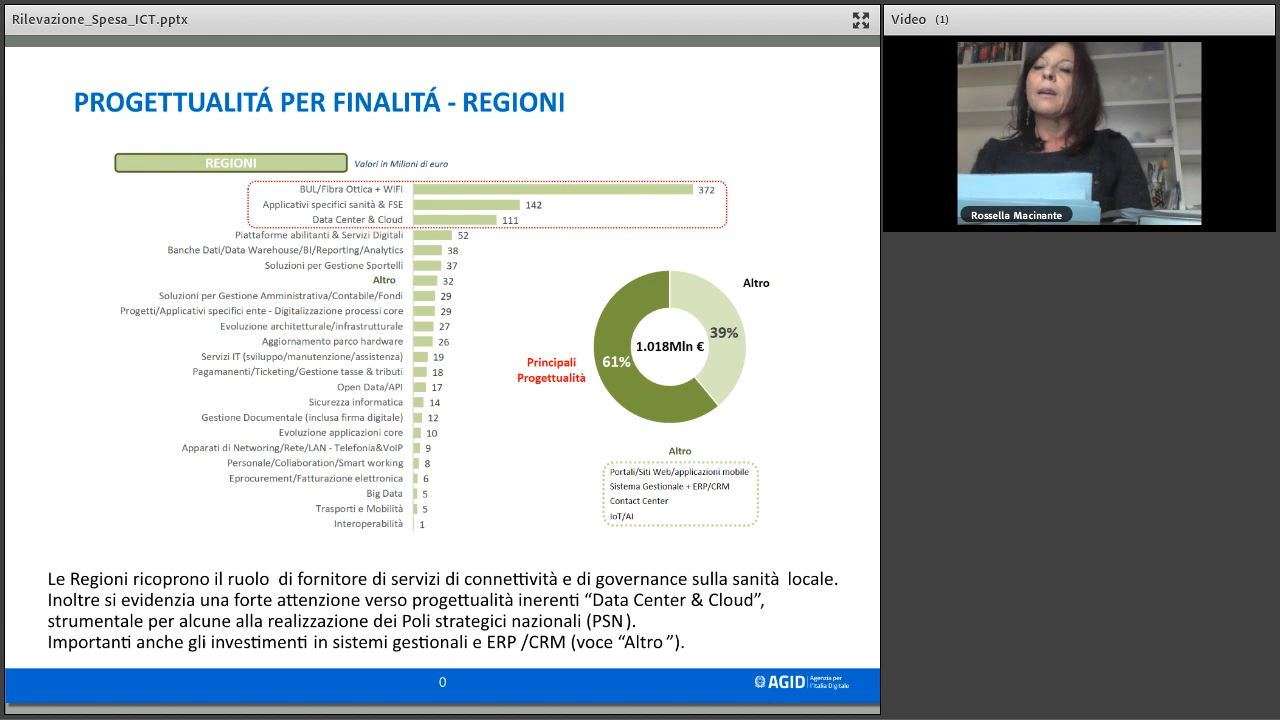 Rilevazione_Spesa_ICT.pptx
Video (1)
PROGETTUALITÁ PER FINALITÁ - REGIONI
REGIONI
Valori in Milioni di euro
BUL/Fibra Ottica + WIFI 372
Applicativi specifici sanità & FSE 142
Data Center & Cloud 111
Piattaforme abilitanti & Servizi Digitali 52
Banche Dati/Data Warehouse/BI/Reporting/Analytics 38
Soluzioni per Gestione Sportelli 37
Altro 32
Soluzioni per Gestione Amministrativa/Contabile/Fondi 29
Progetti/Applicativi specifici ente - Digitalizzazione processi core 29
Evoluzione architetturale/infrastrutturale 27
Aggiornamento parco hardware 26
Servizi IT (sviluppo/manutenzione/assistenza) 19
Pagamanenti/Ticketing/Gestione tasse & tributi 18
Open Data/API 17
Sicurezza informatica 14
Gestione Documentale (inclusa firma digitale) 12
Evoluzione applicazioni core 10
Apparati di Networing/Rete/LAN - Telefonia&VoIP 9
Personale/Collaboration/Smart working 8
Eprocurement/Fatturazione elettronica 6
Big Data 5
Trasporti e Mobilità 5
Interoperabilità 1
Altro
39%
1.018Mln €
61%
Principali
Progettualità
Altro
Portali/Siti Web/applicazioni mobile
Sistema Gestionale + ERP/CRM
Contact Center
IoT/AI
Le Regioni ricoprono il ruolo di fornitore di servizi di connettività e di governance sulla sanità locale.
Inoltre si evidenzia una forte attenzione verso progettualità inerenti “Data Center & Cloud”,
strumentale per alcune alla realizzazione dei Poli strategici nazionali (PSN).
Importanti anche gli investimenti in sistemi gestionali e ERP /CRM (voce “Altro”).
0
AGID
Agenzia per
l'Italia Digitale
Rossella Macinante